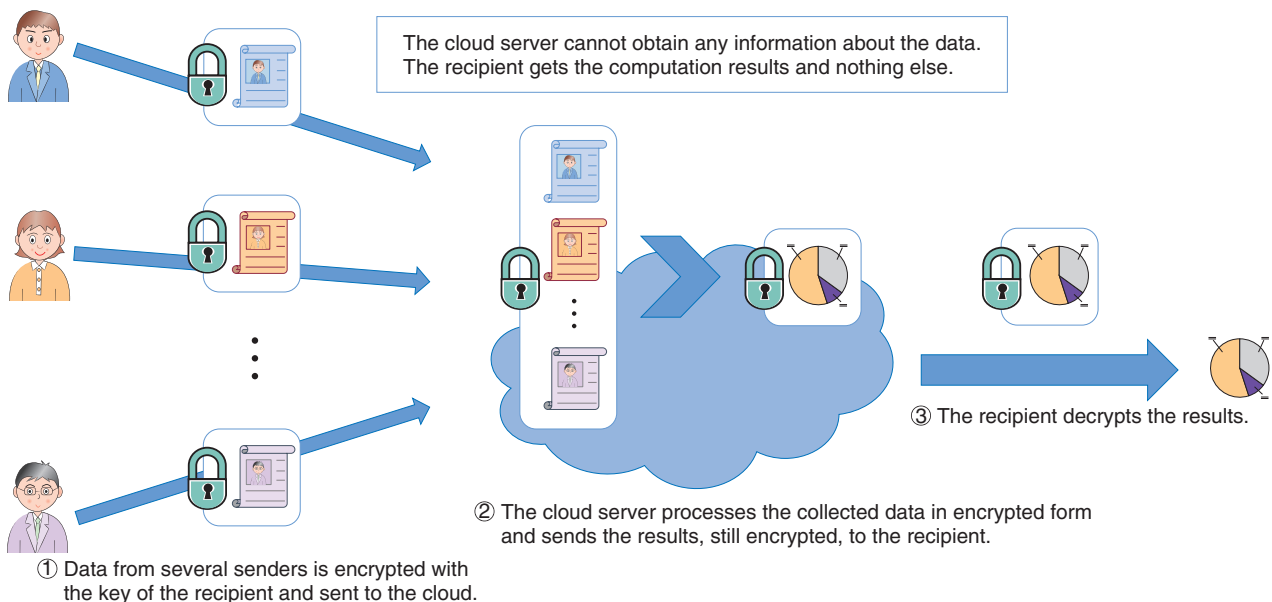 The cloud server cannot obtain any information about the data.
The recipient gets the computation results and nothing else.
③ The recipient decrypts the results.
② The cloud server processes the collected data in encrypted form
and sends the results, still encrypted, to the recipient.
① Data from several senders is encrypted with
the key of the recipient and sent to the cloud.